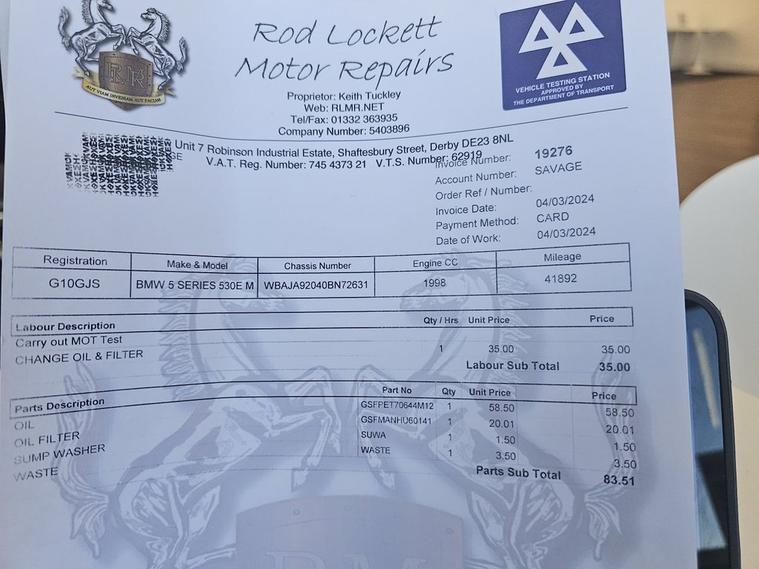 Rod Lockett
Motor Repairs
Proprietor: Keith Tuckley
Web: RLMR.NET
Tel/Fax: 01332 363935
Company Number: 5403896
AUT VIAM INVENIAM AUT FACIAM
VEHICLE TESTING STATION
APPROVED BY
THE DEPARTMENT OF TRANSPORT
Unit 7 Robinson Industrial Estate, Shaftesbury Street, Derby DE23 8NL
V.A.T. Reg. Number: 745 4373 21 V.T.S. Number: 62919
Invoice Number: 19276
Account Number: SAVAGE
Order Ref / Number:
Invoice Date: 04/03/2024
Payment Method: CARD
Date of Work: 04/03/2024
Registration Make & Model Chassis Number Engine CC Mileage
G10GJS BMW 5 SERIES 530E M WBAJA92040BN72631 1998 41892
Labour Description Qty / Hrs Unit Price Price
Carry out MOT Test 1 35.00 35.00
CHANGE OIL & FILTER
Labour Sub Total 35.00
Parts Description Part No Qty Unit Price Price
OIL GSFPET70644M12 1 58.50 58.50
OIL FILTER GSFMANHU60141 1 20.01 20.01
SUMP WASHER SUWA 1 1.50 1.50
WASTE WASTE 1 3.50 3.50
Parts Sub Total 83.51